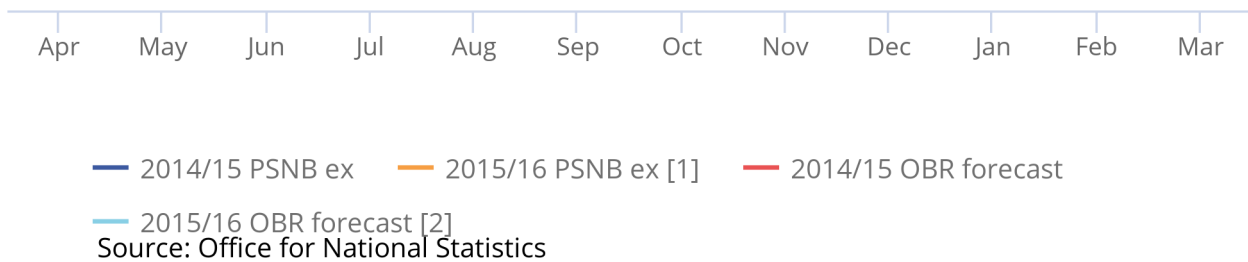 Apr May Jun Jul Aug Sep Oct Nov Dec Jan Feb Mar
2014/15 PSNB ex 2015/16 PSNB ex [1] 2014/15 OBR forecast
2015/16 OBR forecast [2]
Source: Office for National Statistics